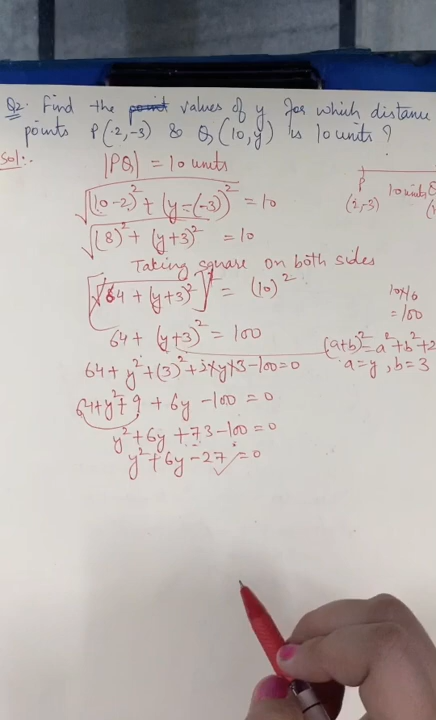 Q2. Find the point values of y for which distance
points P(2,-3) & Q(10,y) is 10 units?
Sol:- |PQ| = 10 units
√(10-2)² + (y-(-3))² = 10
P 10 units
(2,-3)
√(8)² + (y+3)² = 10
Taking square on both sides
[√64 + (y+3)²]² = (10)²
10×10
= 100
64 + (y+3)² = 100
(a+b)² = a²+b²+2
a=y, b=3
64 + y² + (3)² + 2×y×3 - 100 = 0
64 + y² + 9 + 6y - 100 = 0
y² + 6y + 73 - 100 = 0
y² + 6y - 27 = 0